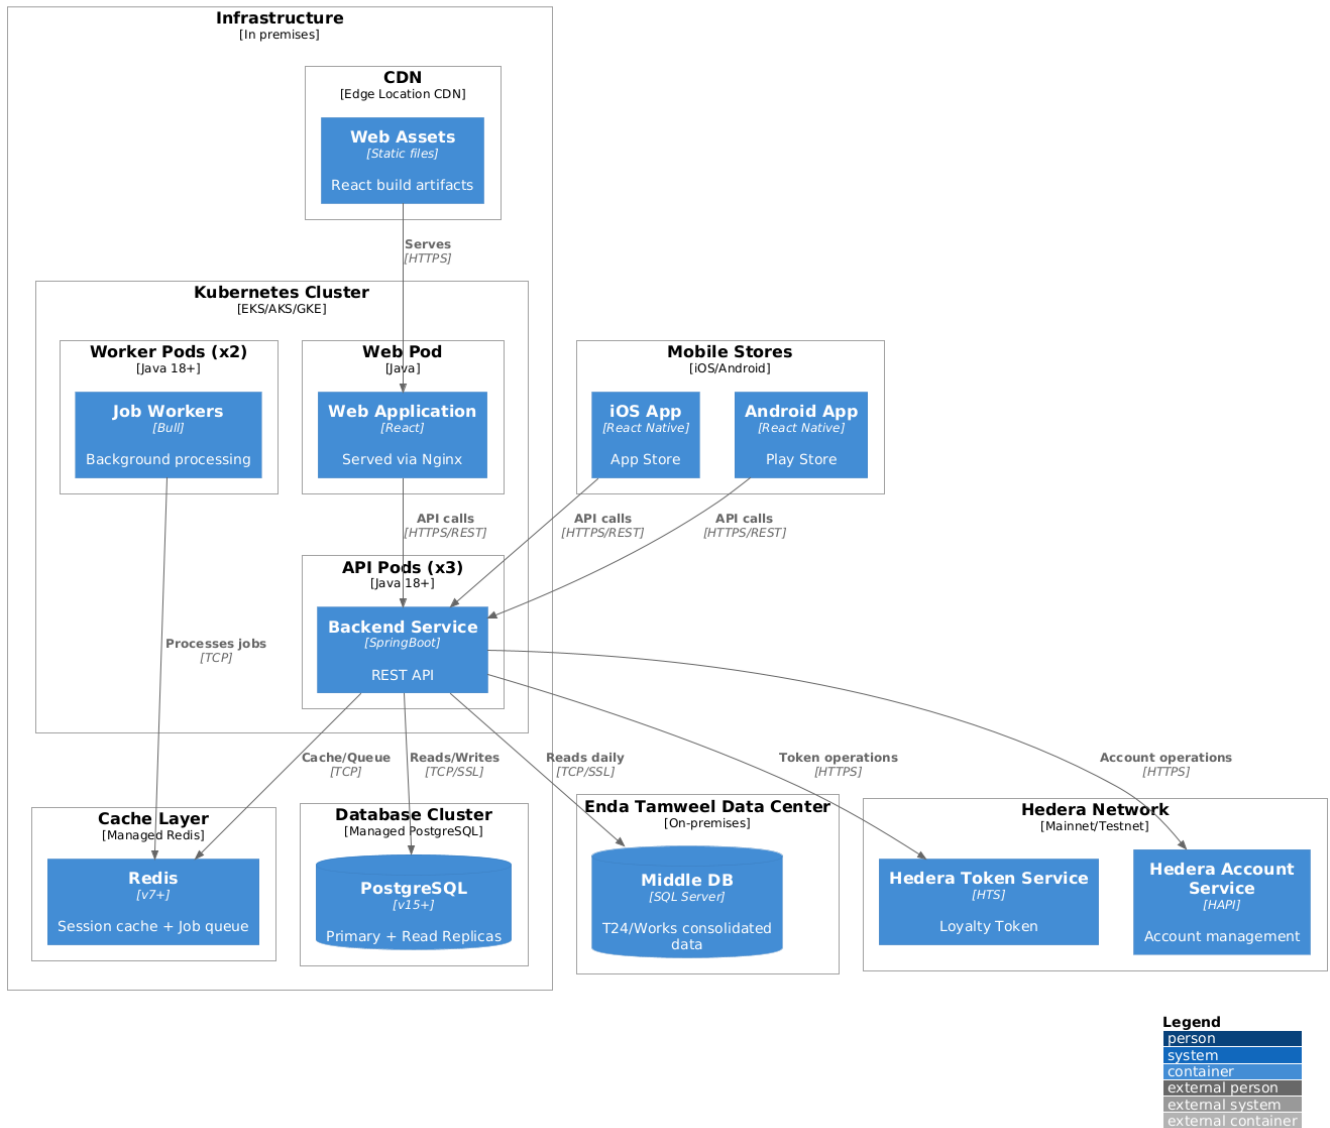 Infrastructure
[In premises]
CDN
[Edge Location CDN]
Web Assets
[Static files]
React build artifacts
Serves
[HTTPS]
Kubernetes Cluster
[EKS/AKS/GKE]
Worker Pods (x2)
[Java 18+]
Job Workers
[Bull]
Background processing
Web Pod
[Java]
Web Application
[React]
Served via Nginx
Mobile Stores
[iOS/Android]
iOS App
[React Native]
App Store
Android App
[React Native]
Play Store
API calls
[HTTPS/REST]
API calls
[HTTPS/REST]
API calls
[HTTPS/REST]
API Pods (x3)
[Java 18+]
Backend Service
[SpringBoot]
REST API
Processes jobs
[TCP]
Cache/Queue
[TCP]
Reads/Writes
[TCP/SSL]
Reads daily
[TCP/SSL]
Token operations
[HTTPS]
Account operations
[HTTPS]
Cache Layer
[Managed Redis]
Redis
[v7+]
Session cache + Job queue
Database Cluster
[Managed PostgreSQL]
PostgreSQL
[v15+]
Primary + Read Replicas
Enda Tamweel Data Center
[On-premises]
Middle DB
[SQL Server]
T24/Works consolidated
data
Hedera Network
[Mainnet/Testnet]
Hedera Token Service
[HTS]
Loyalty Token
Hedera Account
Service
[HAPI]
Account management
Legend
person
system
container
external person
external system
external container